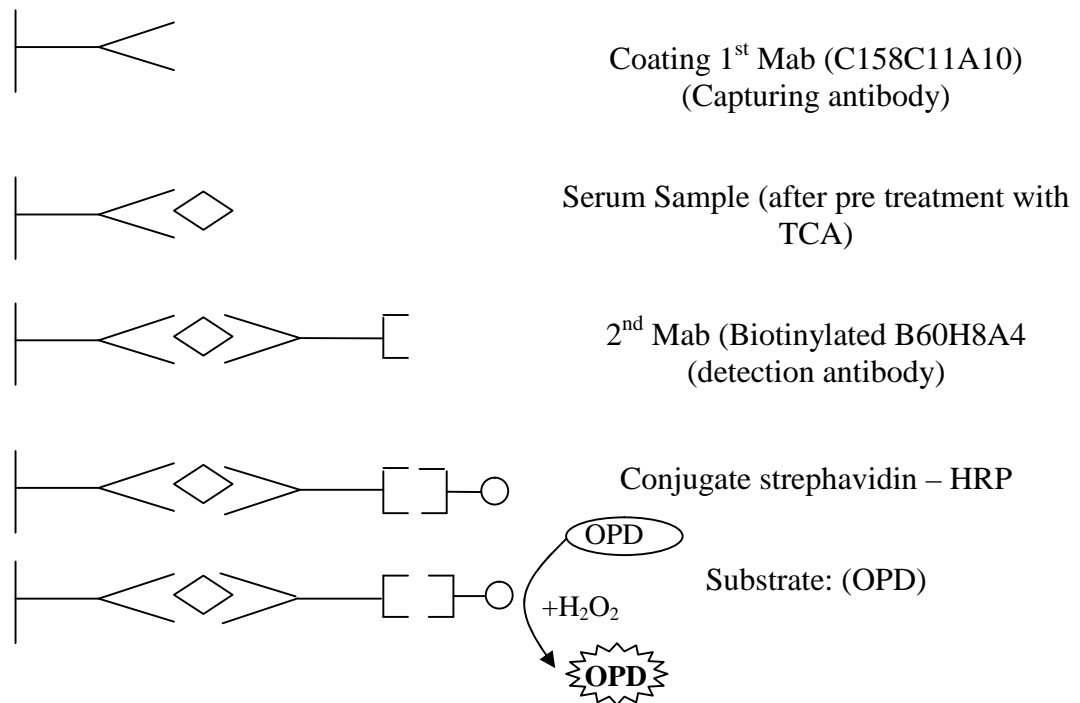 Coating 1st Mab (C158C11A10)
(Capturing antibody)
Serum Sample (after pre treatment with
TCA)
2nd Mab (Biotinylated B60H8A4
(detection antibody)
Conjugate strephavidin – HRP
OPD
Substrate: (OPD)
+H₂O₂
OPD